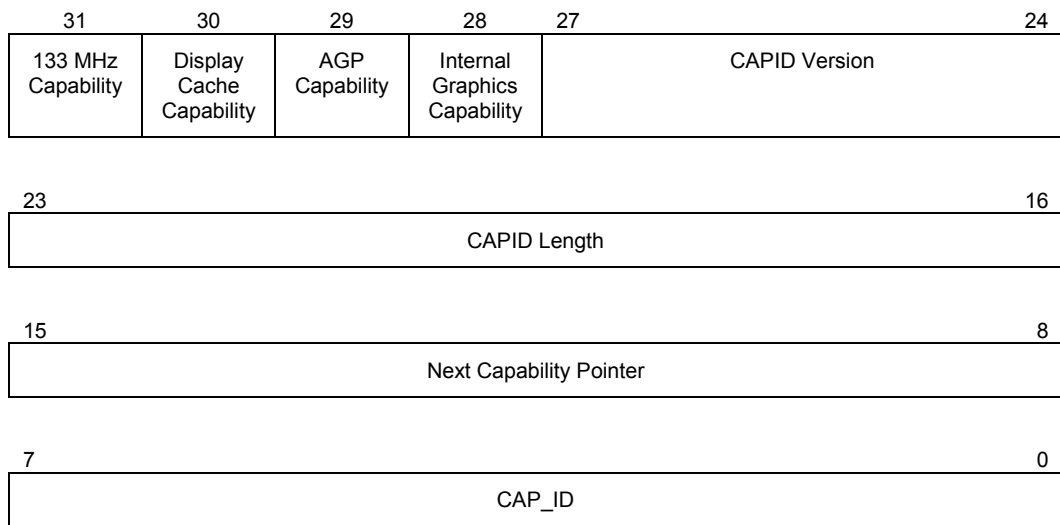 31 30 29 28 27 24
133 MHz Capability Display Cache Capability AGP Capability Internal Graphics Capability CAPID Version
23 16
CAPID Length
15 8
Next Capability Pointer
7 0
CAP_ID